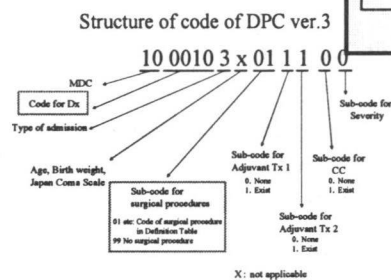 Structure of code of DPC ver.3
10 0010 3 x 01 1 1 0 0
MDC
Code for Dx
Type of admission
Age, Birth weight,
Japan Coma Scale
Sub-code for
surgical procedures
01 etc: Code of surgical procedure
in Definition Table
99 No surgical procedure
Sub-code for
Adjuvant Tx 1
0. None
1. Exist
Sub-code for
Adjuvant Tx 2
0. None
1. Exist
Sub-code for
CC
0. None
1. Exist
Sub-code for
Severity
X : not applicable